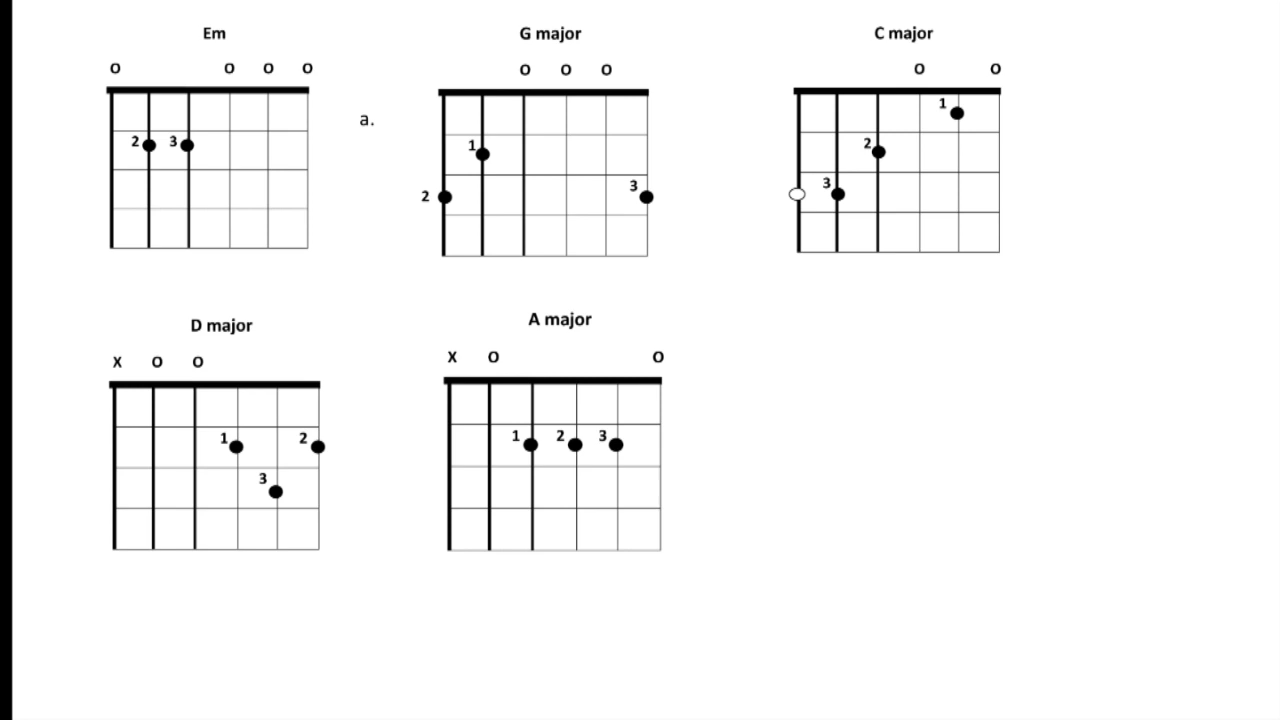 Em
G major
C major
O O O O
O O O
O O
a.
1
2 3
1
2
2
3
3
D major
A major
X O O
X O O
1 2
1 2 3
3